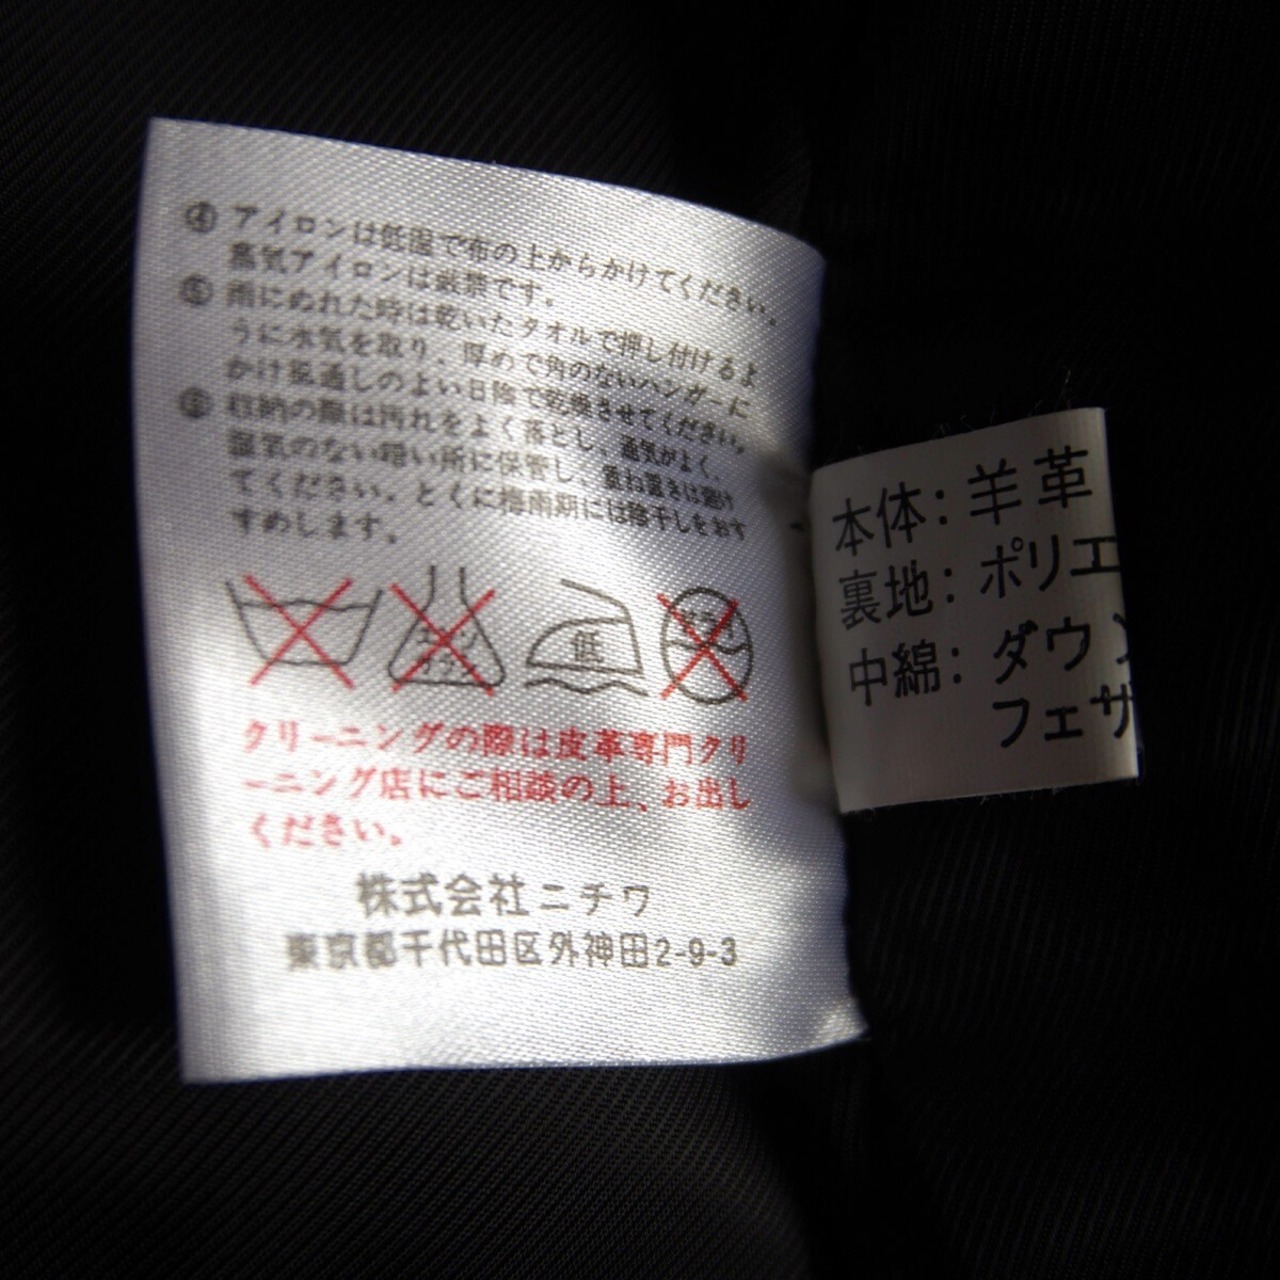 ④ アイロンは低温で布の上からかけてください。
蒸気アイロンは厳禁です。
⑤ 雨にぬれた時は乾いたタオルで押し付けるよ
うに水気を取り、厚めで角のないハンガーに
かけ風通しのよい日陰で乾燥させてください。
⑥ 収納の際は汚れをよく落とし、通気がよく、
湿気のない暗い所に保管し、重ね置きは避け
てください。とくに梅雨期には陰干しをおす
すめします。
低
クリーニングの際は皮革専門クリ
ーニング店にご相談の上、お出し
ください。
株式会社ニチワ
東京都千代田区外神田2-9-3
本体：羊革
裏地：ポリエ
中綿：ダウン
フェザ